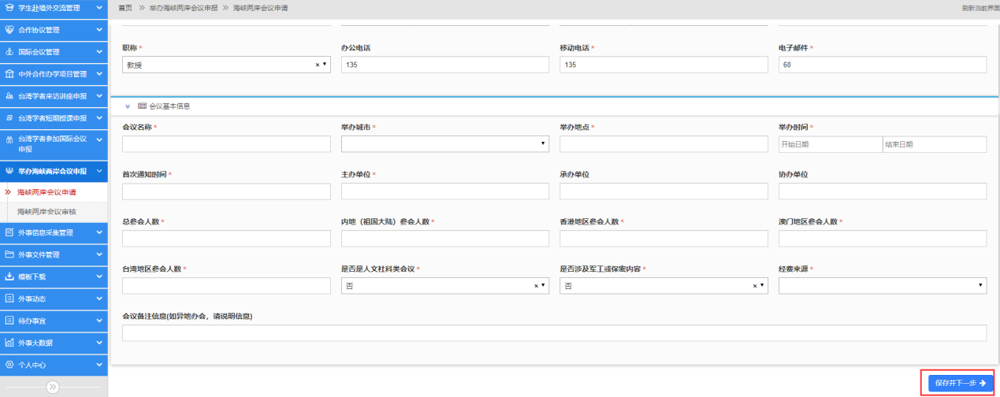 学生赴境外交流管理
合作协议管理
国际会议管理
中外合作办学项目管理
台湾学者来访讲座申报
台湾学者短期授课申报
台湾学者参加国际会议
申报
举办海峡两岸会议申报
海峡两岸会议申请
海峡两岸会议审核
外事信息采集管理
外事文件管理
模板下载
外事动态
待办事宜
外事大数据
个人中心
首页 » 举办海峡两岸会议申报 » 海峡两岸会议申请 刷新当前界面
职称* 办公电话 移动电话* 电子邮件*
教授 × 135 135 60
会议基本信息
会议名称* 举办城市* 举办地点* 举办时间*
开始日期 结束日期
首次通知时间* 主办单位* 承办单位 协办单位
总参会人数* 内地（祖国大陆）参会人数* 香港地区参会人数* 澳门地区参会人数*
台湾地区参会人数* 是否是人文社科类会议* 是否涉及军工或保密内容* 经费来源*
否 × 否 ×
会议备注信息(如异地办会，请说明信息)
保存并下一步 →